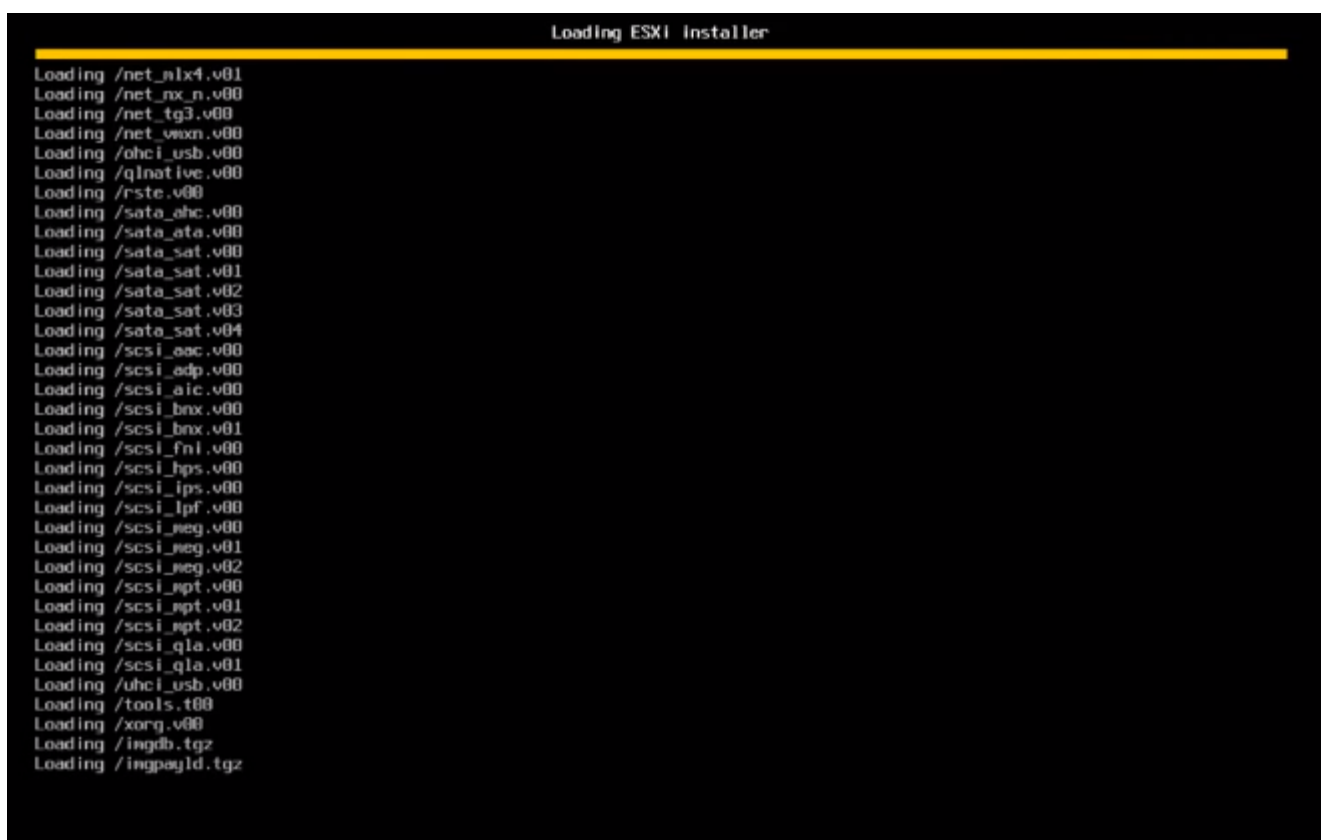 Loading ESXi installer
Loading /net_mlx4.v01
Loading /net_nx_n.v00
Loading /net_tg3.v00
Loading /net_vmxn.v00
Loading /ohci_usb.v00
Loading /qlnative.v00
Loading /rste.v00
Loading /sata_ahc.v00
Loading /sata_ata.v00
Loading /sata_sat.v00
Loading /sata_sat.v01
Loading /sata_sat.v02
Loading /sata_sat.v03
Loading /sata_sat.v04
Loading /scsi_aac.v00
Loading /scsi_adp.v00
Loading /scsi_aic.v00
Loading /scsi_bnx.v00
Loading /scsi_bnx.v01
Loading /scsi_fni.v00
Loading /scsi_hps.v00
Loading /scsi_ips.v00
Loading /scsi_lpf.v00
Loading /scsi_meg.v00
Loading /scsi_meg.v01
Loading /scsi_meg.v02
Loading /scsi_mpt.v00
Loading /scsi_mpt.v01
Loading /scsi_mpt.v02
Loading /scsi_qla.v00
Loading /scsi_qla.v01
Loading /uhci_usb.v00
Loading /tools.t00
Loading /xorg.v00
Loading /imgdb.tgz
Loading /imgpayld.tgz